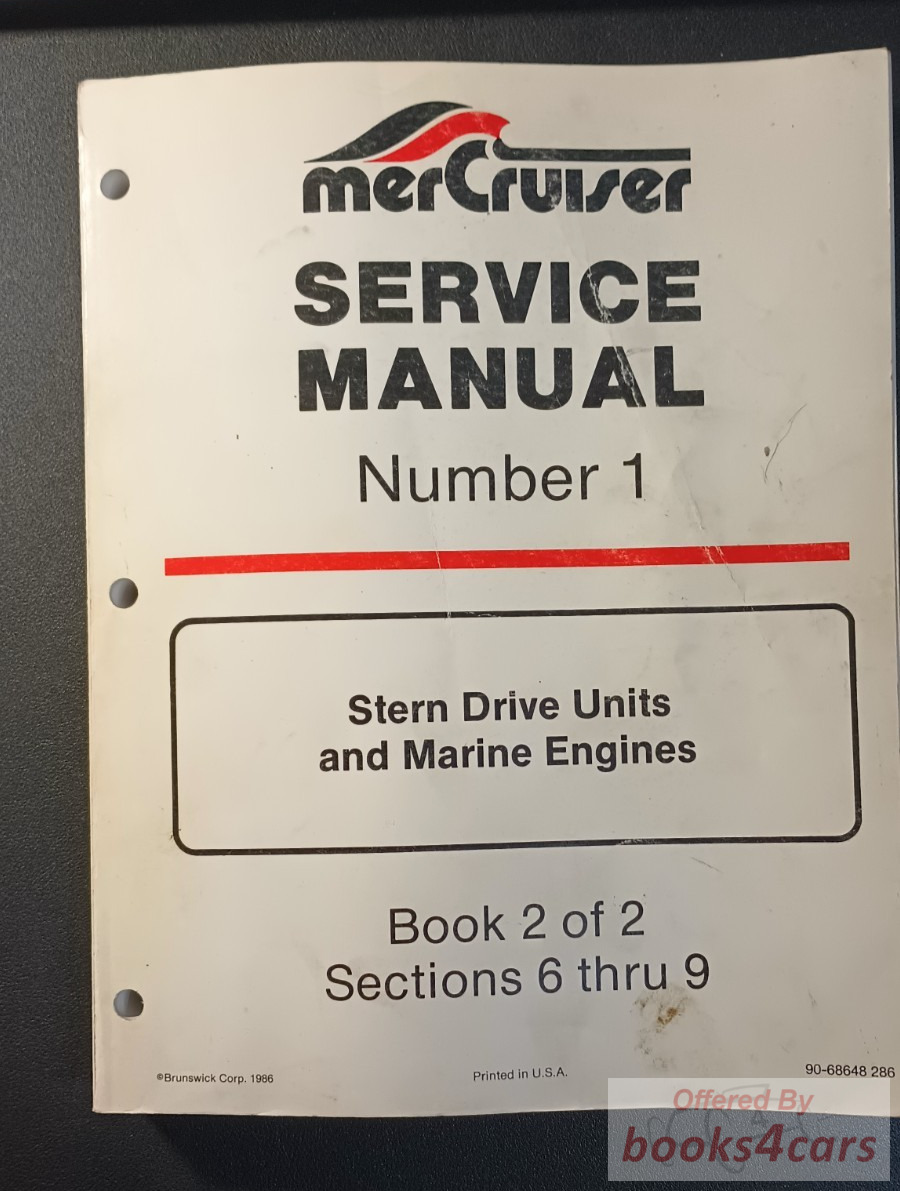 merCruiser
SERVICE
MANUAL
Number 1
Stern Drive Units
and Marine Engines
Book 2 of 2
Sections 6 thru 9
©Brunswick Corp. 1986
Printed in U.S.A.
90-68648 286
Offered By
books4cars